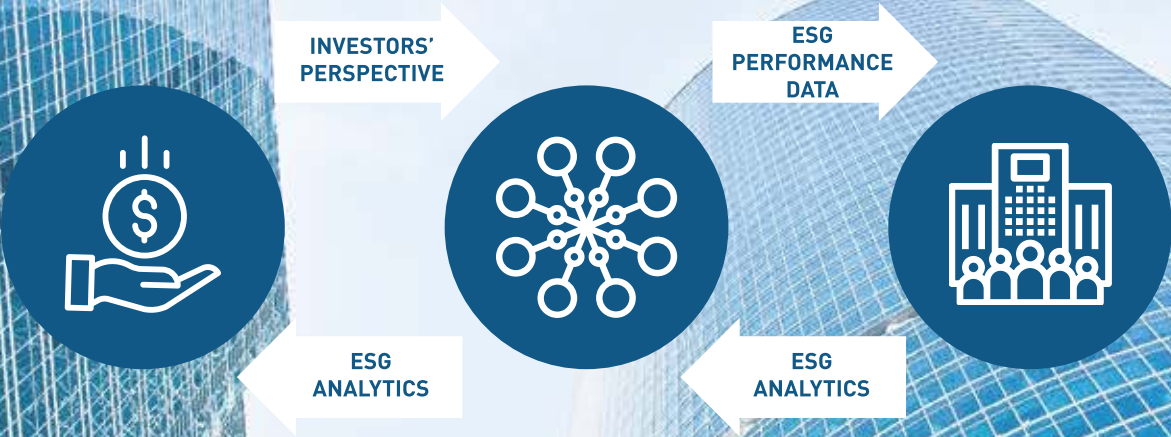 INVESTORS'
PERSPECTIVE
ESG
PERFORMANCE
DATA
$
ESG
ANALYTICS
ESG
ANALYTICS